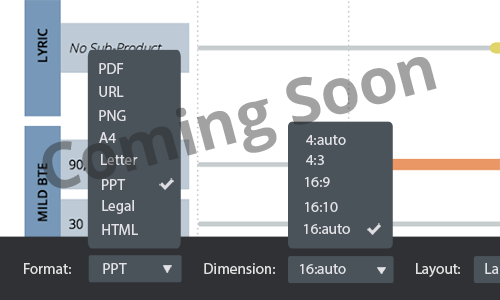 LYRIC
No Sub-Product
Coming Soon
PDF
URL
PNG
A4
Letter
PPT
Legal
HTML
MILD BTE
90,
30
4:auto
4:3
16:9
16:10
16:auto
Format:
PPT
Dimension:
16:auto
Layout:
La